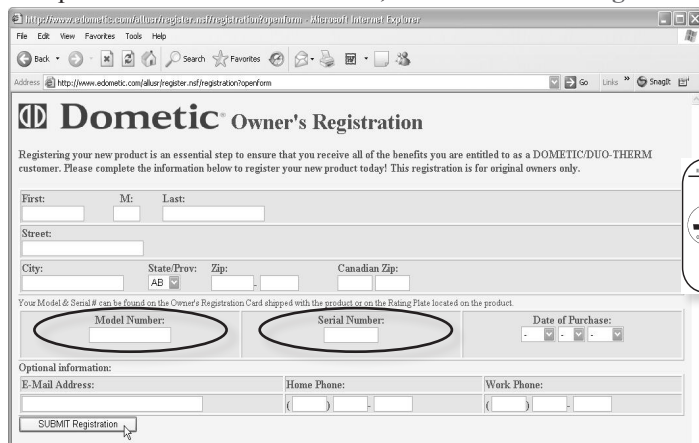 http://www.edometic.com/allusr/register.nsf/registration?openform - Microsoft Internet Explorer
File Edit View Favorites Tools Help
Back Search Favorites
Address http://www.edometic.com/allusr/register.nsf/registration?openform Go Links » SnagIt
Dometic® Owner's Registration
Registering your new product is an essential step to ensure that you receive all of the benefits you are entitled to as a DOMETIC/DUO-THERM
customer. Please complete the information below to register your new product today! This registration is for original owners only.
First: M: Last:
Street:
City: State/Prov: Zip: Canadian Zip:
AB -
Your Model & Serial # can be found on the Owner's Registration Card shipped with the product or on the Rating Plate located on the product.
Model Number: Serial Number: Date of Purchase:
- - -
Optional information:
E-Mail Address: Home Phone: Work Phone:
( ) - ( ) -
SUBMIT Registration